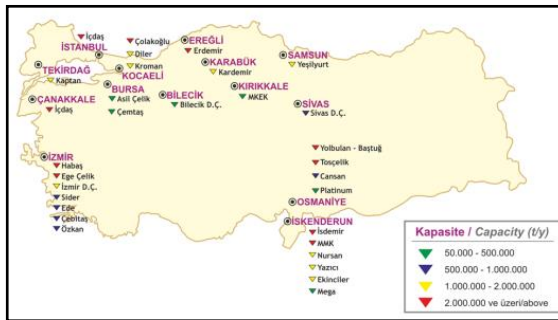 İçdaş
İSTANBUL
Çolakoğlu
Diler
Kroman
KOCAELİ
EREĞLİ
Erdemir
KARABÜK
Kardemir
SAMSUN
Yeşilyurt
TEKİRDAĞ
Kaptan
BURSA
Asil Çelik
Çemtaş
BİLECİK
Bilecik D.Ç.
KIRIKKALE
MKEK
SİVAS
Sivas D.Ç.
ÇANAKKALE
İçdaş
İZMİR
Habaş
Ege Çelik
İzmir D.Ç.
Sider
Ede
Çebitaş
Özkan
Yolbulan - Baştuğ
Tosçelik
Cansan
Platinum
OSMANİYE
İSKENDERUN
İsdemir
MMK
Nursan
Yazıcı
Ekinciler
Mega
Kapasite / Capacity (t/y)
50.000 - 500.000
500.000 - 1.000.000
1.000.000 - 2.000.000
2.000.000 ve üzeri/above